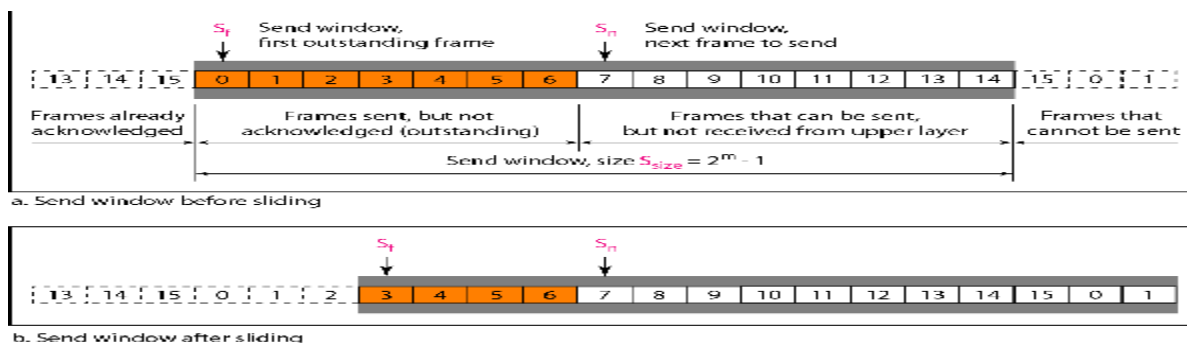 Sf Send window, first outstanding frame
Sn Send window, next frame to send
13 14 15 0 1 2 3 4 5 6 7 8 9 10 11 12 13 14 15 0 1
Frames already acknowledged
Frames sent, but not acknowledged (outstanding)
Frames that can be sent, but not received from upper layer
Frames that cannot be sent
Send window, size Ssize = 2^m - 1
a. Send window before sliding
Sf Sn
13 14 15 0 1 2 3 4 5 6 7 8 9 10 11 12 13 14 15 0 1
b. Send window after sliding